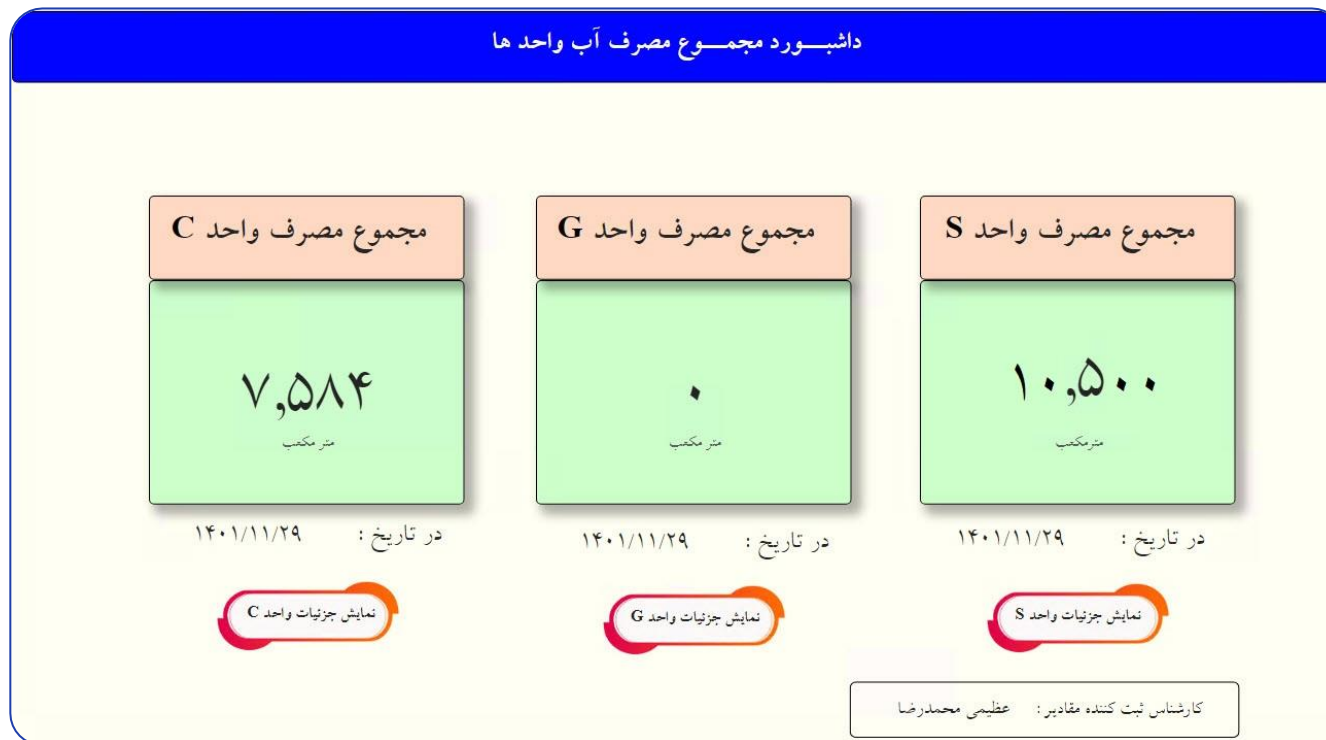 داشبـــورد مجمـــوع مصرف آب واحد ها
مجموع مصرف واحد S
۱۰,۵۰۰
مترمکعب
در تاریخ : ۱۴۰۱/۱۱/۲۹
نمایش جزئیات واحد S
مجموع مصرف واحد G
۰
متر مکعب
در تاریخ : ۱۴۰۱/۱۱/۲۹
نمایش جزئیات واحد G
مجموع مصرف واحد C
۷,۵۸۴
متر مکعب
در تاریخ : ۱۴۰۱/۱۱/۲۹
نمایش جزئیات واحد C
کارشناس ثبت کننده مقادیر : عظیمی محمدرضا